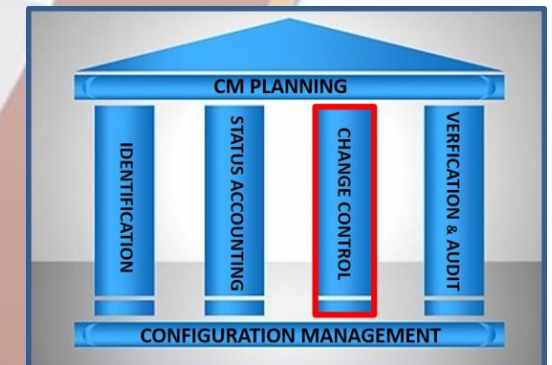 CM PLANNING
IDENTIFICATION
STATUS ACCOUNTING
CHANGE CONTROL
VERFICATION & AUDIT
CONFIGURATION MANAGEMENT